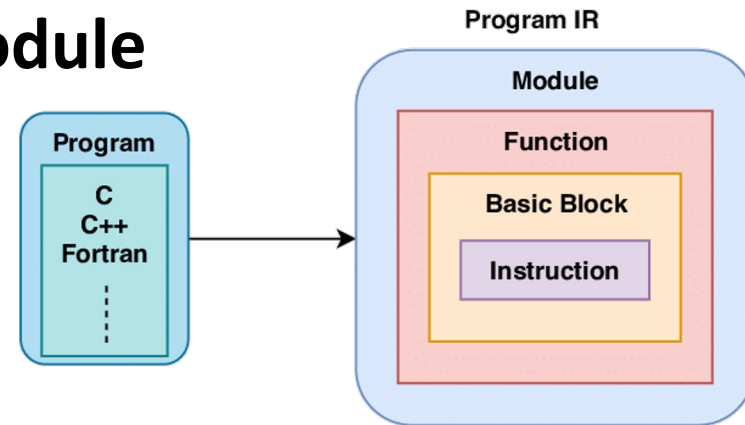 odule
Program IR
Module
Program
Function
C
C++
Fortran
Basic Block
Instruction